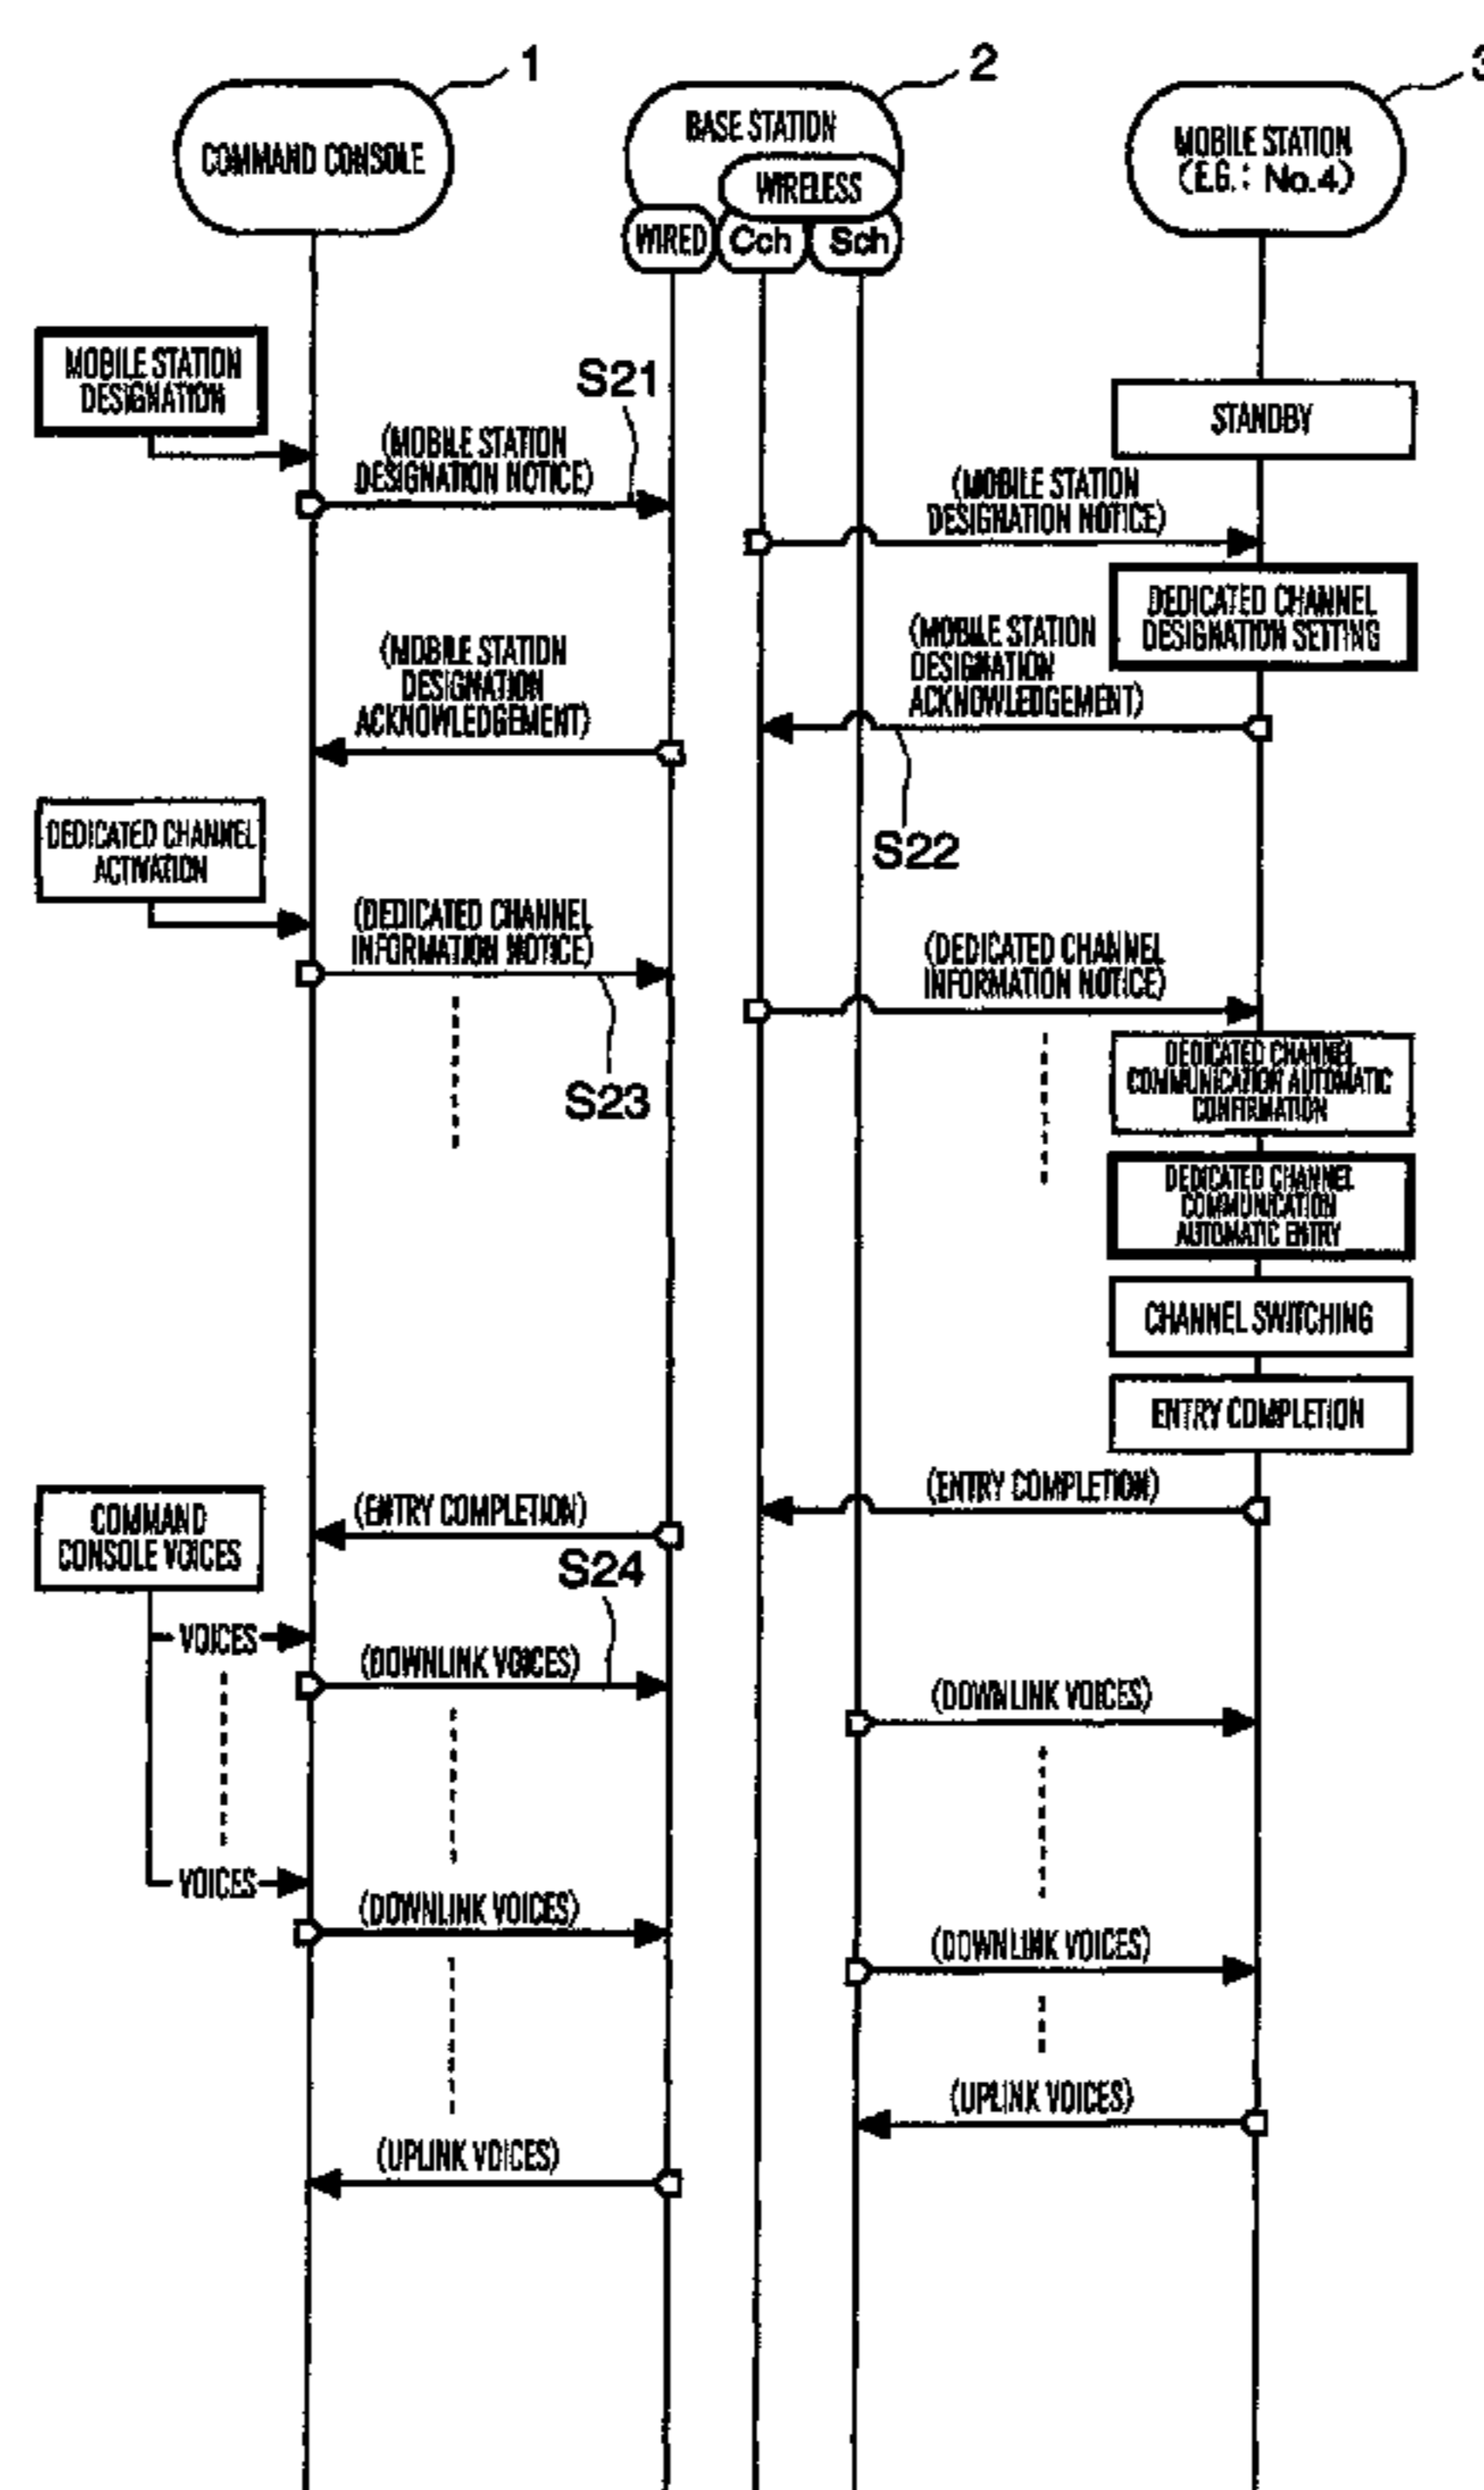 1
2
3
COMMAND CONSOLE
BASE STATION
WIRELESS
WIRED
Cch
Sch
MOBILE STATION
(E.G.: No.4)
MOBILE STATION
DESIGNATION
S21
STANDBY
(MOBILE STATION
DESIGNATION NOTICE)
(MOBILE STATION
DESIGNATION NOTICE)
DEDICATED CHANNEL
DESIGNATION SETTING
(MOBILE STATION
DESIGNATION
ACKNOWLEDGEMENT)
(MOBILE STATION
DESIGNATION
ACKNOWLEDGEMENT)
S22
DEDICATED CHANNEL
ACTIVATION
(DEDICATED CHANNEL
INFORMATION NOTICE)
(DEDICATED CHANNEL
INFORMATION NOTICE)
S23
DEDICATED CHANNEL
COMMUNICATION AUTOMATIC
CONFIRMATION
DEDICATED CHANNEL
COMMUNICATION
AUTOMATIC ENTRY
CHANNEL SWITCHING
ENTRY COMPLETION
(ENTRY COMPLETION)
(ENTRY COMPLETION)
COMMAND
CONSOLE VOICES
S24
VOICES
(DOWNLINK VOICES)
(DOWNLINK VOICES)
VOICES
(DOWNLINK VOICES)
(DOWNLINK VOICES)
(UPLINK VOICES)
(UPLINK VOICES)